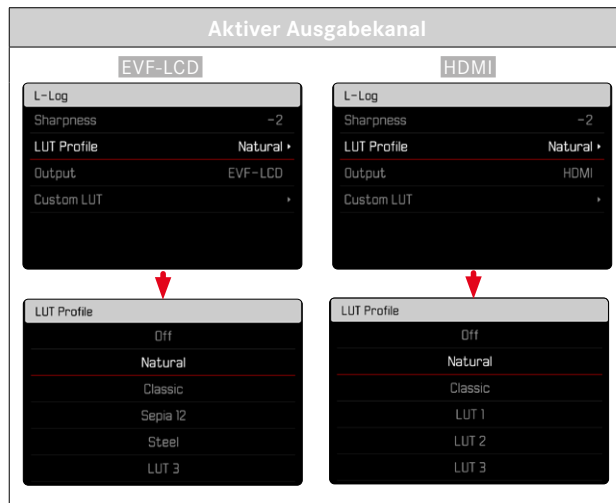 Aktiver Ausgabekanal
EVF-LCD
L-Log
Sharpness -2
LUT Profile Natural
Output EVF-LCD
Custom LUT
LUT Profile
Off
Natural
Classic
Sepia 12
Steel
LUT 3
HDMI
L-Log
Sharpness -2
LUT Profile Natural
Output HDMI
Custom LUT
LUT Profile
Off
Natural
Classic
LUT 1
LUT 2
LUT 3